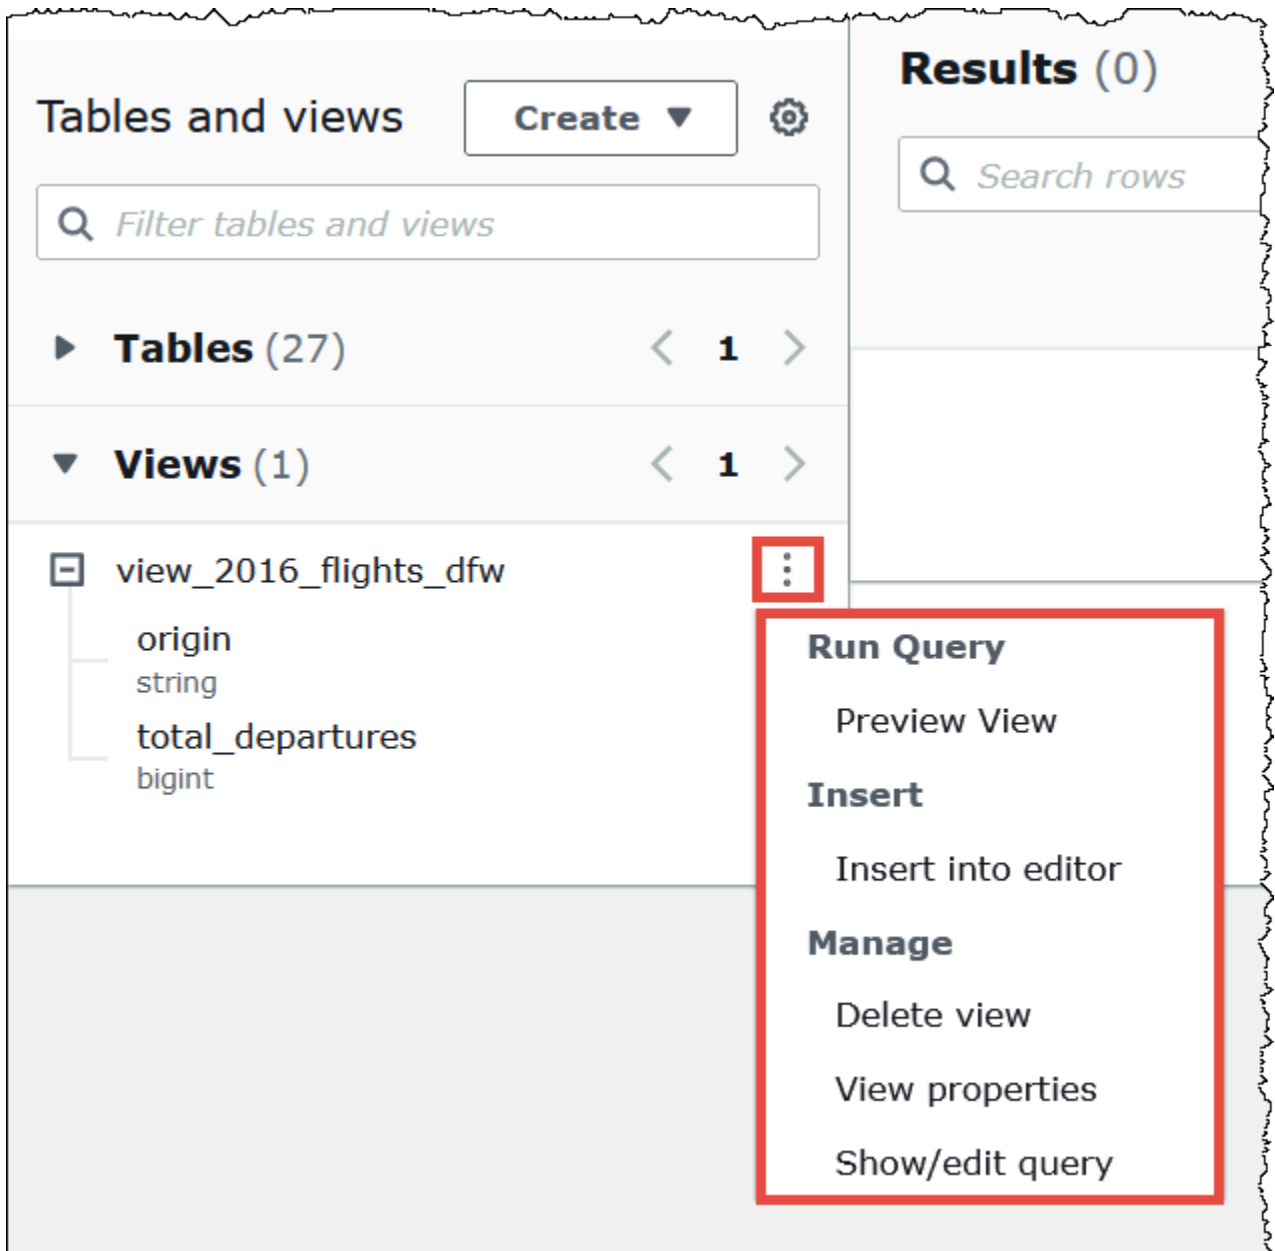 Tables and views
Create
Filter tables and views
Tables (27)
1
Views (1)
1
view_2016_flights_dfw
origin
string
total_departures
bigint
Results (0)
Search rows
Run Query
Preview View
Insert
Insert into editor
Manage
Delete view
View properties
Show/edit query